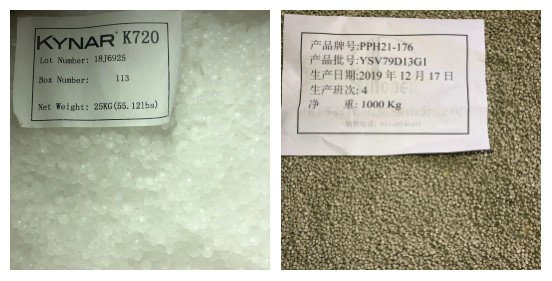 KYNAR® K720
Lot Number: 18J6925
Box Number: 113
Net Weight: 25KG(55.12lbs)
产品牌号:PPH21-176
产品批号:YSV79D13G1
生产日期:2019 年 12 月 17 日
生产班次: 4
净 重: 1000 Kg